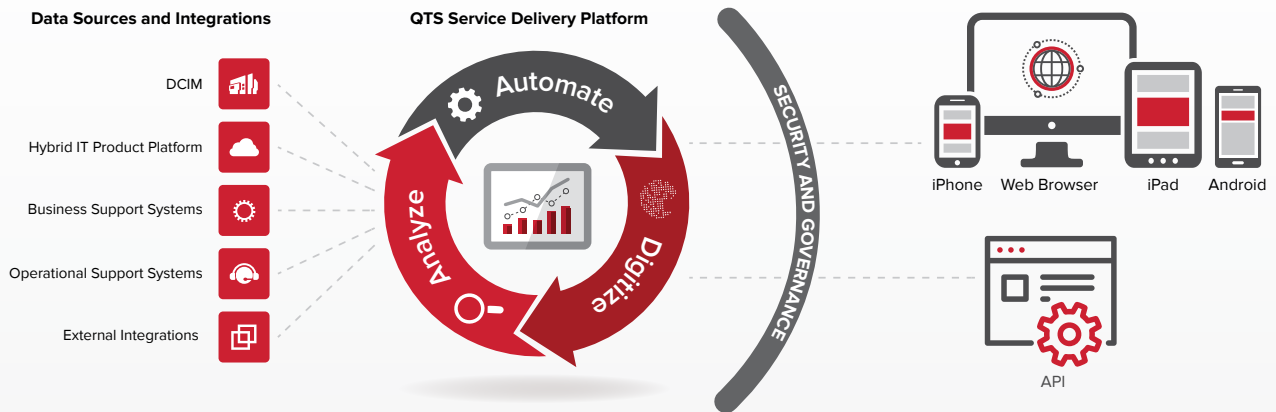 Data Sources and Integrations
DCIM
Hybrid IT Product Platform
Business Support Systems
Operational Support Systems
External Integrations
QTS Service Delivery Platform
Automate
Digitize
Analyze
SECURITY AND GOVERNANCE
iPhone
Web Browser
iPad
Android
API